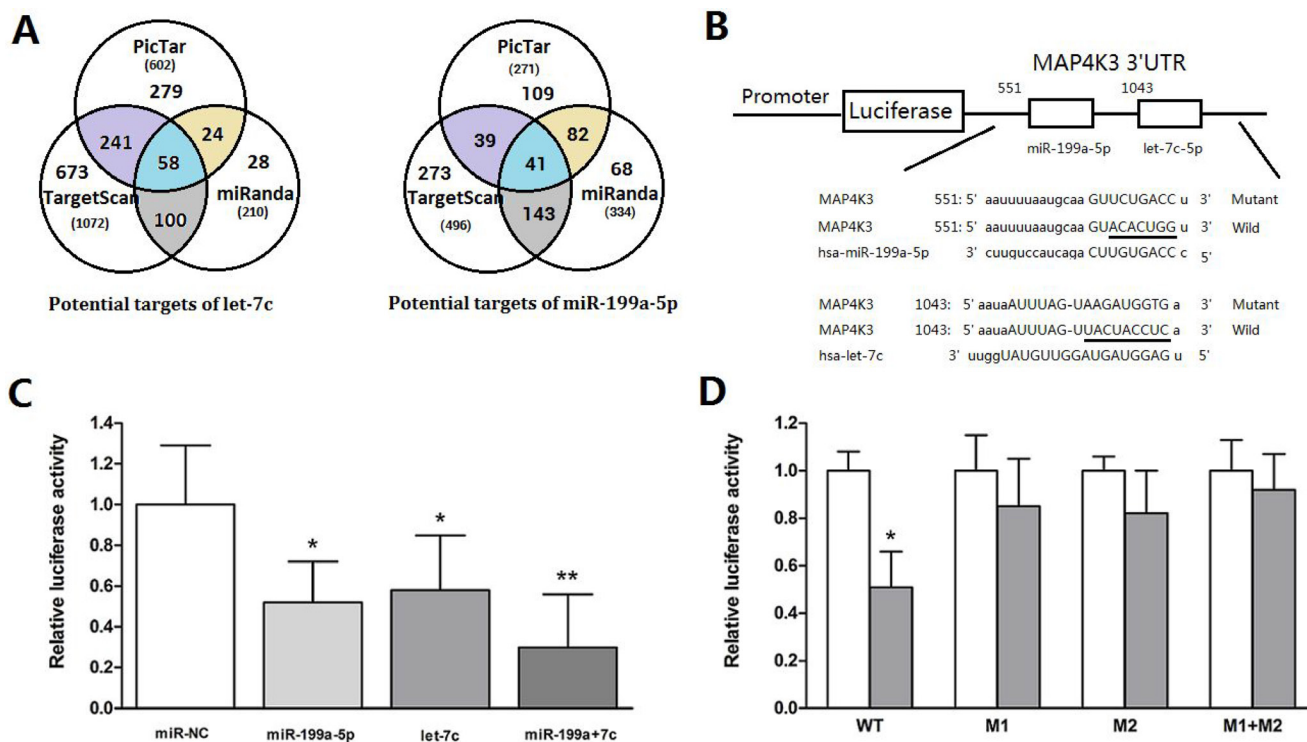 A
PicTar
(602)
279
241
24
58
673
TargetScan
(1072)
28
miRanda
(210)
100
Potential targets of let-7c
PicTar
(271)
109
39
82
41
273
TargetScan
(496)
68
miRanda
(334)
143
Potential targets of miR-199a-5p
B
MAP4K3 3'UTR
551
1043
Promoter
Luciferase
miR-199a-5p
let-7c-5p
MAP4K3 551: 5' aauuuuaaugcaa GUUCUGACC u 3' Mutant
MAP4K3 551: 5' aauuuuaaugcaa GUACACUGG u 3' Wild
hsa-miR-199a-5p 3' cuuguccaucaga CUUGUGACC c 5'
MAP4K3 1043: 5' aauaAUUUAG-UAAGAUGGTG a 3' Mutant
MAP4K3 1043: 5' aauaAUUUAG-UUACUACCUC a 3' Wild
hsa-let-7c 3' uuggUAUGUUGGAUGAUGGAG u 5'
C
Relative luciferase activity
1.4
1.2
1.0
0.8
0.6
0.4
0.2
0.0
*
*
**
miR-NC
miR-199a-5p
let-7c
miR-199a+7c
D
Relative luciferase activity
1.2
1.0
0.8
0.6
0.4
0.2
0.0
*
WT
M1
M2
M1+M2